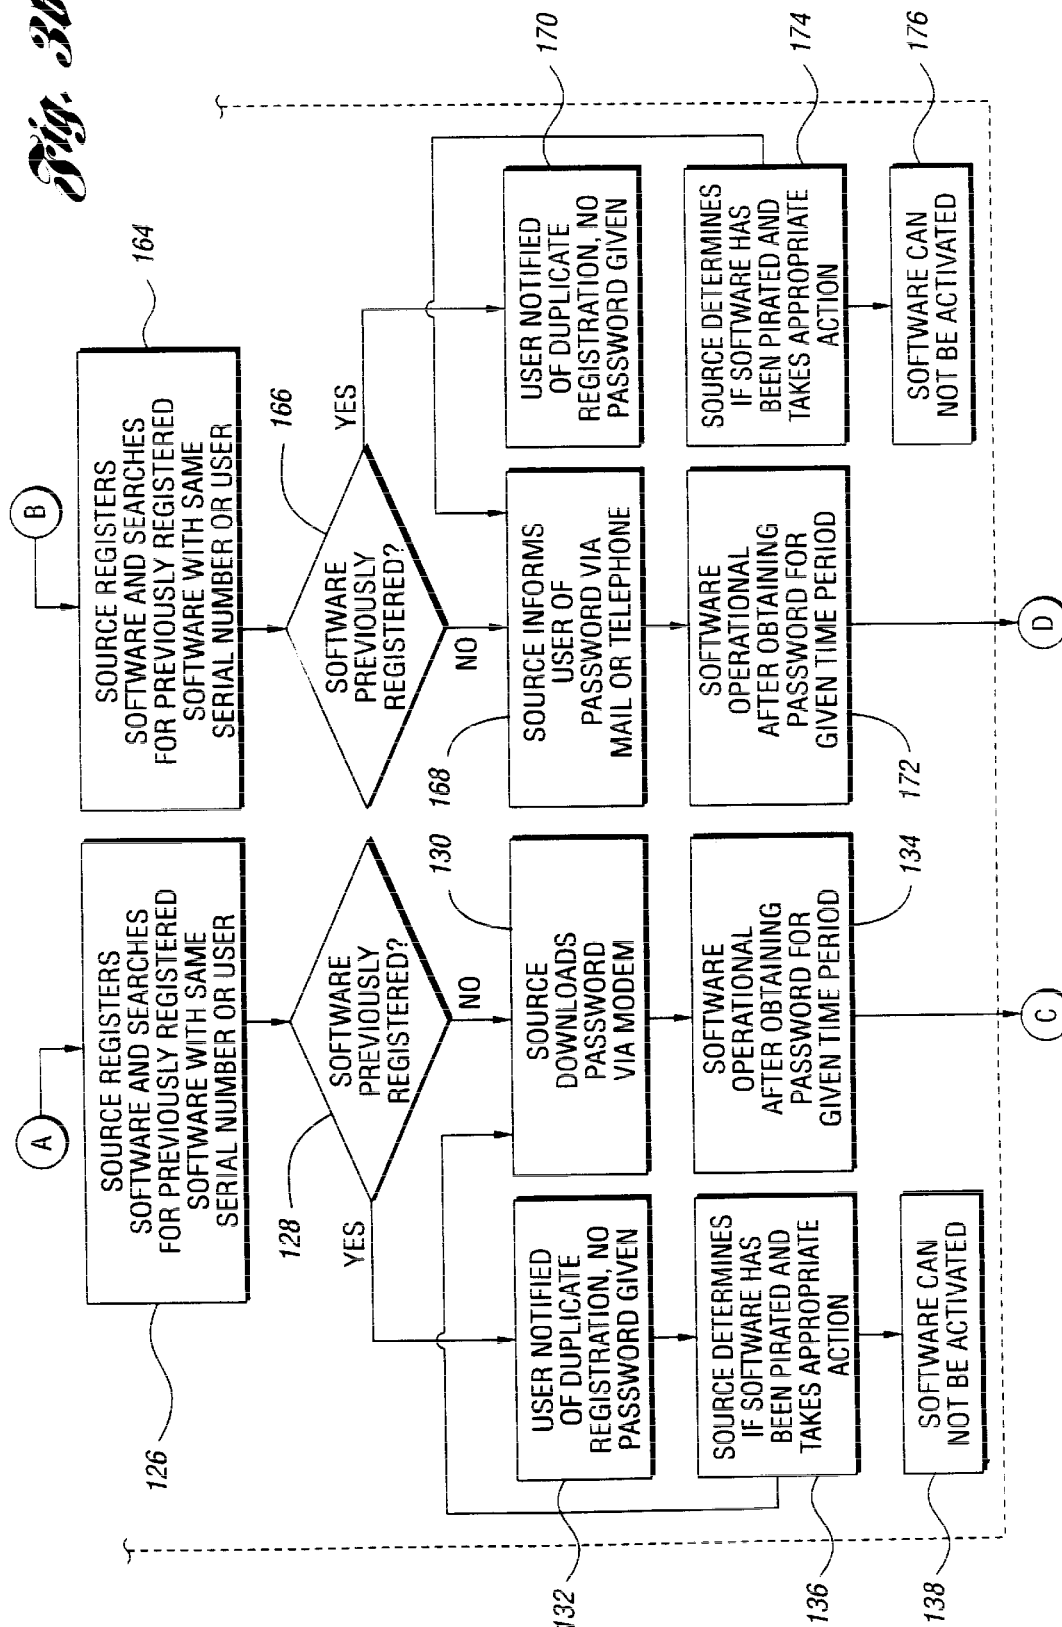 Fig. 3b
A
SOURCE REGISTERS
SOFTWARE AND SEARCHES
FOR PREVIOUSLY REGISTERED
SOFTWARE WITH SAME
SERIAL NUMBER OR USER
126
128
SOFTWARE
PREVIOUSLY
REGISTERED?
YES
NO
USER NOTIFIED
OF DUPLICATE
REGISTRATION, NO
PASSWORD GIVEN
132
SOURCE
DOWNLOADS
PASSWORD
VIA MODEM
130
SOURCE DETERMINES
IF SOFTWARE HAS
BEEN PIRATED AND
TAKES APPROPRIATE
ACTION
136
SOFTWARE
OPERATIONAL
AFTER OBTAINING
PASSWORD FOR
GIVEN TIME PERIOD
134
SOFTWARE CAN
NOT BE ACTIVATED
138
C
B
SOURCE REGISTERS
SOFTWARE AND SEARCHES
FOR PREVIOUSLY REGISTERED
SOFTWARE WITH SAME
SERIAL NUMBER OR USER
164
SOFTWARE
PREVIOUSLY
REGISTERED?
166
YES
NO
SOURCE INFORMS
USER OF
PASSWORD VIA
MAIL OR TELEPHONE
168
USER NOTIFIED
OF DUPLICATE
REGISTRATION, NO
PASSWORD GIVEN
170
SOFTWARE
OPERATIONAL
AFTER OBTAINING
PASSWORD FOR
GIVEN TIME PERIOD
172
SOURCE DETERMINES
IF SOFTWARE HAS
BEEN PIRATED AND
TAKES APPROPRIATE
ACTION
174
SOFTWARE CAN
NOT BE ACTIVATED
176
D